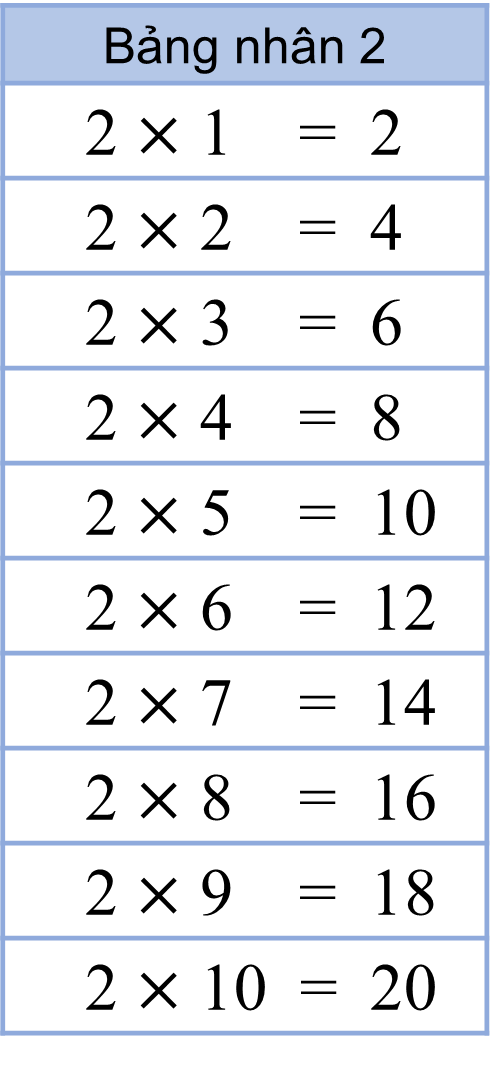 Bảng nhân 2
2 × 1 = 2
2 × 2 = 4
2 × 3 = 6
2 × 4 = 8
2 × 5 = 10
2 × 6 = 12
2 × 7 = 14
2 × 8 = 16
2 × 9 = 18
2 × 10 = 20